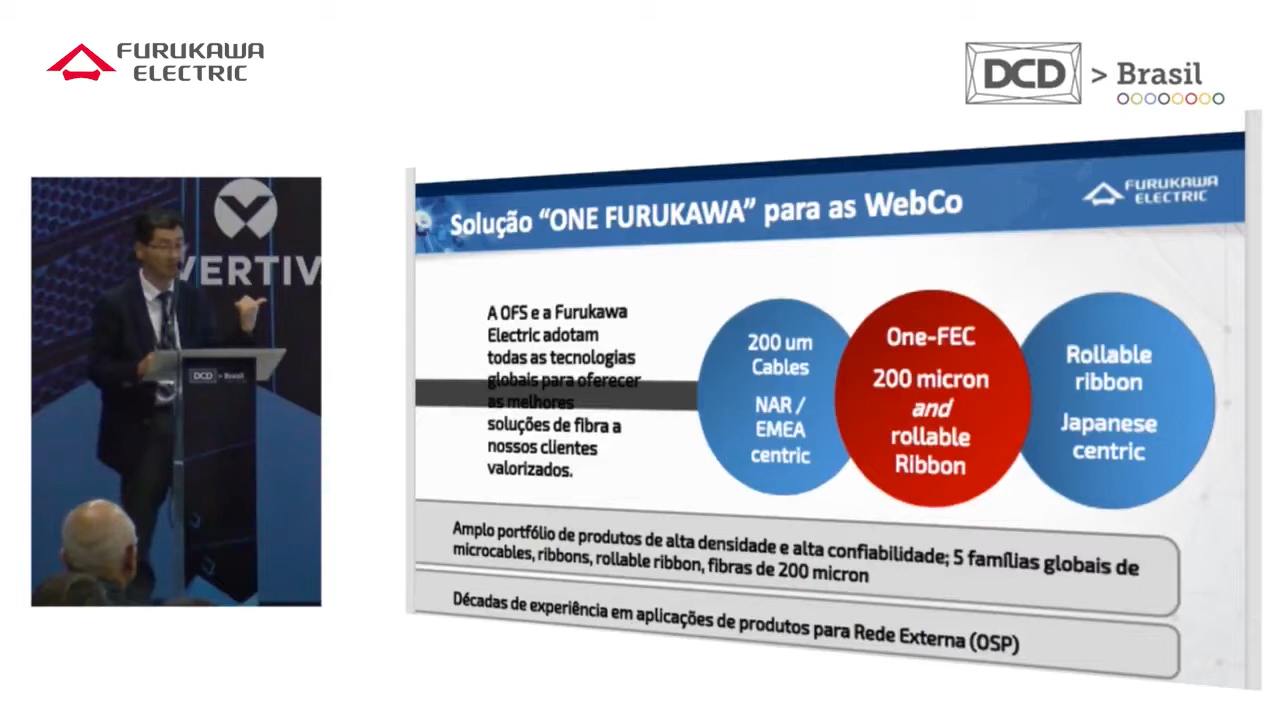 FURUKAWA
ELECTRIC
DCD > Brasil
VERTIV
DCD > Brasil
Solução “ONE FURUKAWA” para as WebCo
FURUKAWA
ELECTRIC
A OFS e a Furukawa
Electric adotam
todas as tecnologias
globais para oferecer
as melhores
soluções de fibra a
nossos clientes
valorizados.
200 um
Cables
NAR /
EMEA
centric
One-FEC
200 micron
and
rollable
Ribbon
Rollable
ribbon
Japanese
centric
Amplo portfólio de produtos de alta densidade e alta confiabilidade; 5 famílias globais de
microcables, ribbons, rollable ribbon, fibras de 200 micron
Décadas de experiência em aplicações de produtos para Rede Externa (OSP)